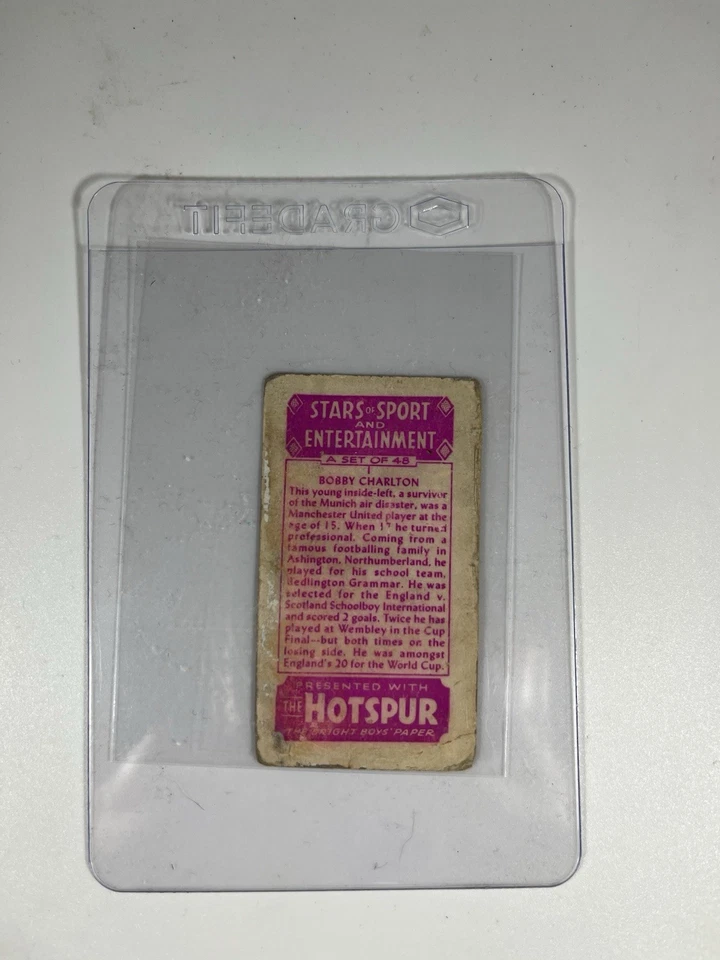 GRADEFIT
STARS OF SPORT
AND
ENTERTAINMENT
A SET OF 48
1
BOBBY CHARLTON
This young inside-left, a survivor
of the Munich air disaster, was a
Manchester United player at the
age of 15. When 17 he turned
professional. Coming from a
famous footballing family in
Ashington, Northumberland, he
played for his school team,
Bedlington Grammar. He was
selected for the England v.
Scotland Schoolboy International
and scored 2 goals. Twice he has
played at Wembley in the Cup
Final--but both times on the
losing side. He was amongst
England's 20 for the World Cup.
PRESENTED WITH
THE HOTSPUR
THE BRIGHT BOYS' PAPER